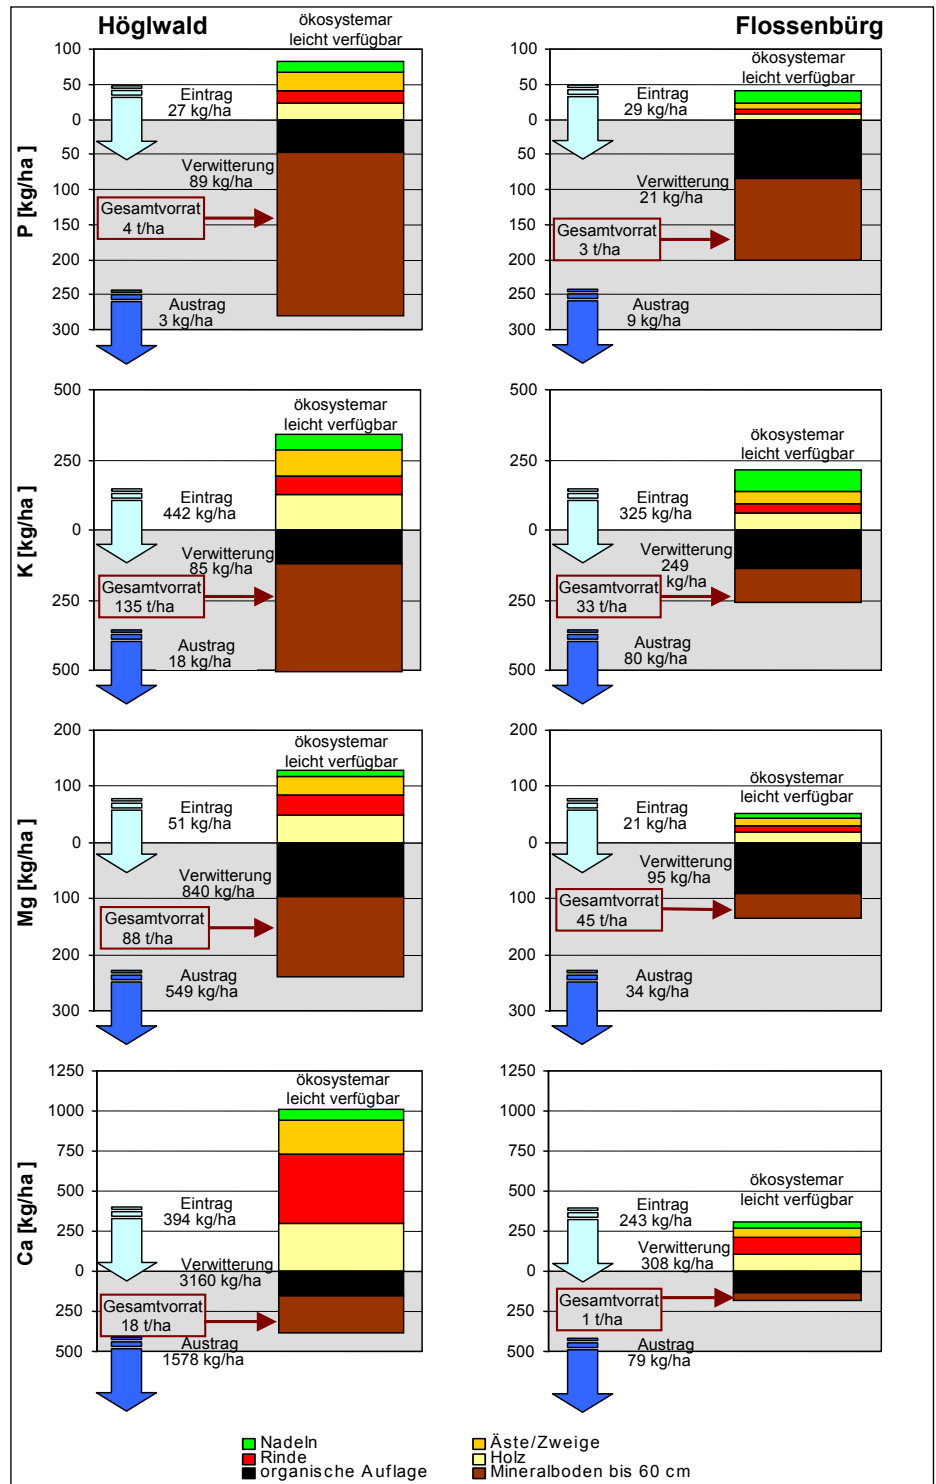 Höglwald
Flossenbürg
P [kg/ha ]
100
50
0
50
100
150
200
250
300
ökosystemar
leicht verfügbar
Eintrag
27 kg/ha
Verwitterung
89 kg/ha
Gesamtvorrat
4 t/ha
Austrag
3 kg/ha
100
50
0
50
100
150
200
250
300
ökosystemar
leicht verfügbar
Eintrag
29 kg/ha
Verwitterung
21 kg/ha
Gesamtvorrat
3 t/ha
Austrag
9 kg/ha
K [kg/ha ]
500
250
0
250
500
ökosystemar
leicht verfügbar
Eintrag
442 kg/ha
Verwitterung
85 kg/ha
Gesamtvorrat
135 t/ha
Austrag
18 kg/ha
500
250
0
250
500
ökosystemar
leicht verfügbar
Eintrag
325 kg/ha
Verwitterung
249
kg/ha
Gesamtvorrat
33 t/ha
Austrag
80 kg/ha
Mg [kg/ha ]
200
100
0
100
200
300
ökosystemar
leicht verfügbar
Eintrag
51 kg/ha
Verwitterung
840 kg/ha
Gesamtvorrat
88 t/ha
Austrag
549 kg/ha
200
100
0
100
200
300
ökosystemar
leicht verfügbar
Eintrag
21 kg/ha
Verwitterung
95 kg/ha
Gesamtvorrat
45 t/ha
Austrag
34 kg/ha
Ca [kg/ha ]
1250
1000
750
500
250
0
250
500
ökosystemar
leicht verfügbar
Eintrag
394 kg/ha
Verwitterung
3160 kg/ha
Gesamtvorrat
18 t/ha
Austrag
1578 kg/ha
1250
1000
750
500
250
0
250
500
ökosystemar
leicht verfügbar
Eintrag
243 kg/ha
Verwitterung
308 kg/ha
Gesamtvorrat
1 t/ha
Austrag
79 kg/ha
Nadeln
Äste/Zweige
Rinde
Holz
organische Auflage
Mineralboden bis 60 cm